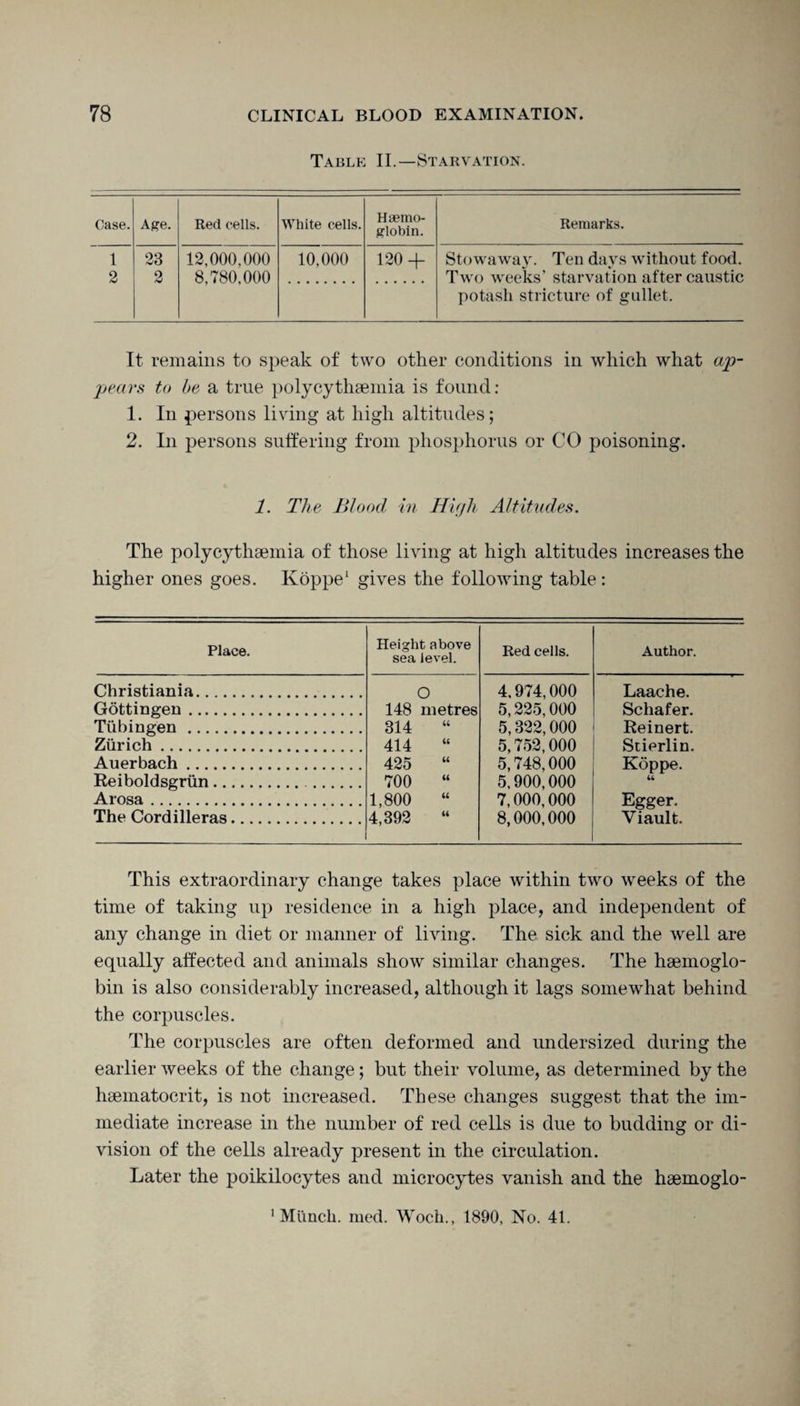 78 CLINICAL BLOOD EXAMINATION.
Table II.—Starvation.
Case. Age. Red cells. White cells. Hæmo-globin. Remarks.
1 23 12,000,000 10,000 120 + Stowaway. Ten days without food.
2 2 8,780,000 ........ ...... Two weeks' starvation after caustic
potash stricture of gullet.
It remains to speak of two other conditions in which what ap-
pears to be a true polycythæmia is found:
1. In persons living at high altitudes;
2. In persons suffering from phosphorus or CO poisoning.
1. The Blood in High Altitudes.
The polycythæmia of those living at high altitudes increases the
higher ones goes. Köppe¹ gives the following table:
Place. Height above sea level. Red cells. Author.
Christiania.................... O 4,974,000 Laache.
Göttingen.................... 148 metres 5,225,000 Schafer.
Tübingen.................... 314 “ 5,322,000 Reinert.
Zürich.................... 414 “ 5,752,000 Stierlin.
Auerbach.................... 425 “ 5,748,000 Köppe.
Reiboldsgrün.................... 700 “ 5,900,000 “
Arosa.................... 1,800 “ 7,000,000 Egger.
The Cordilleras.................... 4,392 “ 8,000,000 Viault.
This extraordinary change takes place within two weeks of the
time of taking up residence in a high place, and independent of
any change in diet or manner of living. The sick and the well are
equally affected and animals show similar changes. The hæmoglo-
bin is also considerably increased, although it lags somewhat behind
the corpuscles.
The corpuscles are often deformed and undersized during the
earlier weeks of the change; but their volume, as determined by the
hæmatocrit, is not increased. These changes suggest that the im-
mediate increase in the number of red cells is due to budding or di-
vision of the cells already present in the circulation.
Later the poikilocytes and microcytes vanish and the hæmoglo-
¹ Münch. med. Woch., 1890, No. 41.